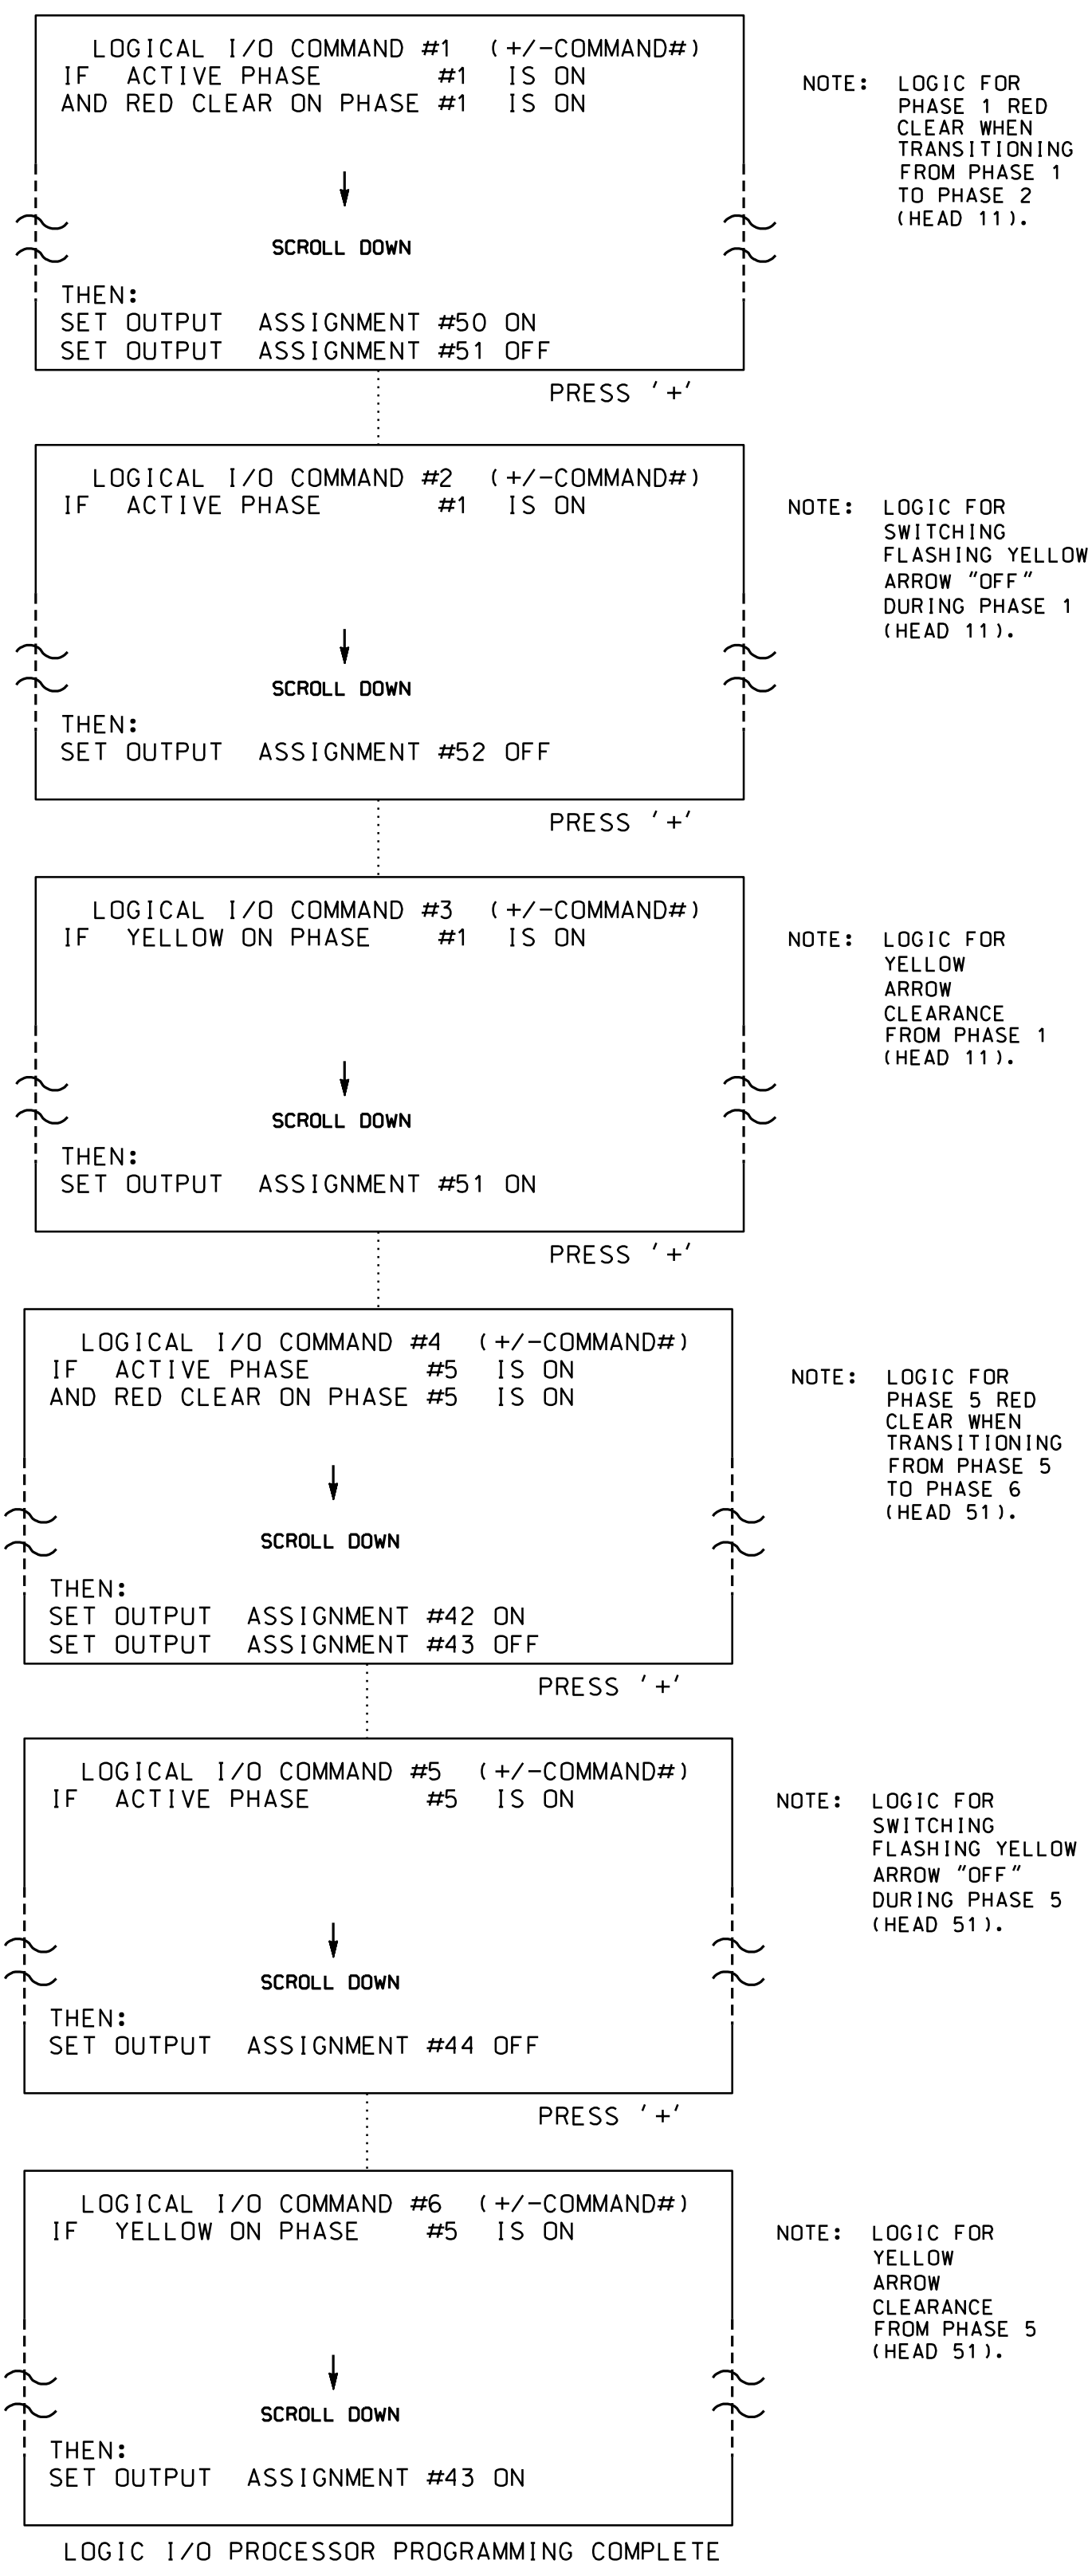 LOGICAL I/O COMMAND #1 (+/-COMMAND#)
IF ACTIVE PHASE #1 IS ON
AND RED CLEAR ON PHASE #1 IS ON
SCROLL DOWN
THEN:
SET OUTPUT ASSIGNMENT #50 ON
SET OUTPUT ASSIGNMENT #51 OFF
NOTE: LOGIC FOR
PHASE 1 RED
CLEAR WHEN
TRANSITIONING
FROM PHASE 1
TO PHASE 2
(HEAD 11).
PRESS '+'
LOGICAL I/O COMMAND #2 (+/-COMMAND#)
IF ACTIVE PHASE #1 IS ON
SCROLL DOWN
THEN:
SET OUTPUT ASSIGNMENT #52 OFF
NOTE: LOGIC FOR
SWITCHING
FLASHING YELLOW
ARROW "OFF"
DURING PHASE 1
(HEAD 11).
PRESS '+'
LOGICAL I/O COMMAND #3 (+/-COMMAND#)
IF YELLOW ON PHASE #1 IS ON
SCROLL DOWN
THEN:
SET OUTPUT ASSIGNMENT #51 ON
NOTE: LOGIC FOR
YELLOW
ARROW
CLEARANCE
FROM PHASE 1
(HEAD 11).
PRESS '+'
LOGICAL I/O COMMAND #4 (+/-COMMAND#)
IF ACTIVE PHASE #5 IS ON
AND RED CLEAR ON PHASE #5 IS ON
SCROLL DOWN
THEN:
SET OUTPUT ASSIGNMENT #42 ON
SET OUTPUT ASSIGNMENT #43 OFF
NOTE: LOGIC FOR
PHASE 5 RED
CLEAR WHEN
TRANSITIONING
FROM PHASE 5
TO PHASE 6
(HEAD 51).
PRESS '+'
LOGICAL I/O COMMAND #5 (+/-COMMAND#)
IF ACTIVE PHASE #5 IS ON
SCROLL DOWN
THEN:
SET OUTPUT ASSIGNMENT #44 OFF
NOTE: LOGIC FOR
SWITCHING
FLASHING YELLOW
ARROW "OFF"
DURING PHASE 5
(HEAD 51).
PRESS '+'
LOGICAL I/O COMMAND #6 (+/-COMMAND#)
IF YELLOW ON PHASE #5 IS ON
SCROLL DOWN
THEN:
SET OUTPUT ASSIGNMENT #43 ON
NOTE: LOGIC FOR
YELLOW
ARROW
CLEARANCE
FROM PHASE 5
(HEAD 51).
LOGIC I/O PROCESSOR PROGRAMMING COMPLETE